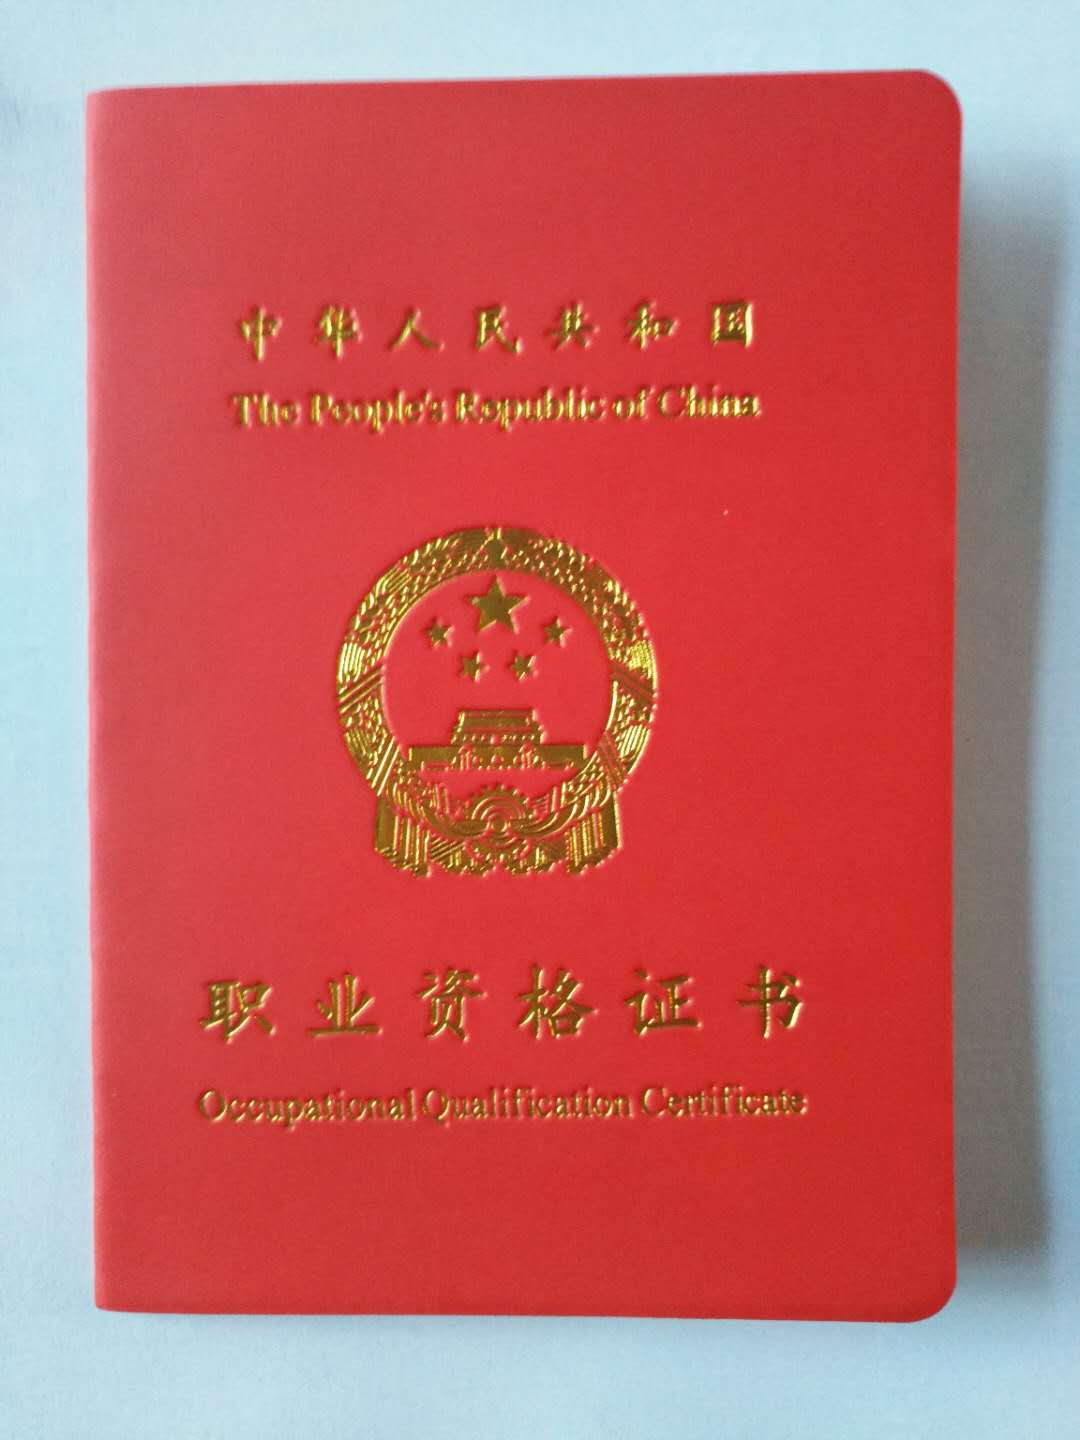 中华人民共和国
The People's Republic of China
职业资格证书
Occupational Qualification Certificate